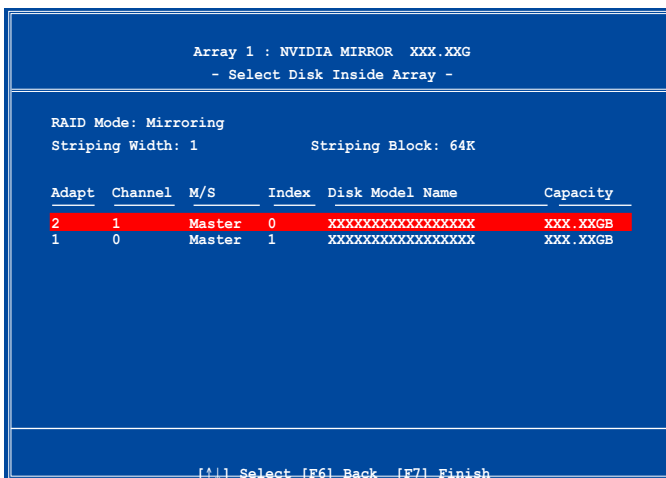 Array 1 : NVIDIA MIRROR XXX.XXG
- Select Disk Inside Array -
RAID Mode: Mirroring
Striping Width: 1 Striping Block: 64K
Adapt Channel M/S Index Disk Model Name Capacity
2 1 Master 0 XXXXXXXXXXXXXXXXX XXX.XXGB
1 0 Master 1 XXXXXXXXXXXXXXXXX XXX.XXGB
[↑↓] Select [F6] Back [F7] Finish